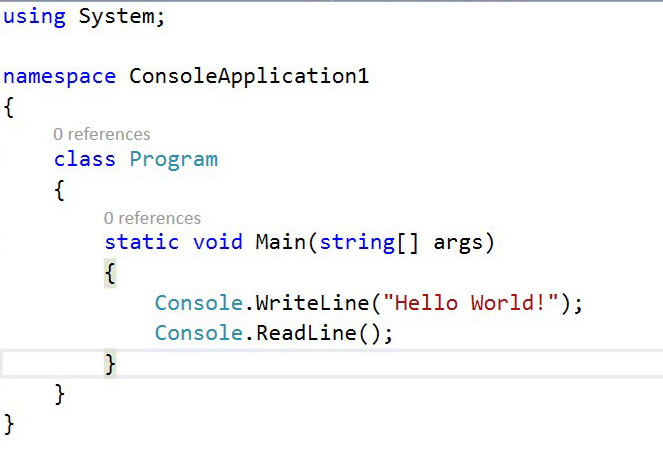 using System;
namespace ConsoleApplication1
{
0 references
class Program
{
0 references
static void Main(string[] args)
{
Console.WriteLine("Hello World!");
Console.ReadLine();
}
}
}